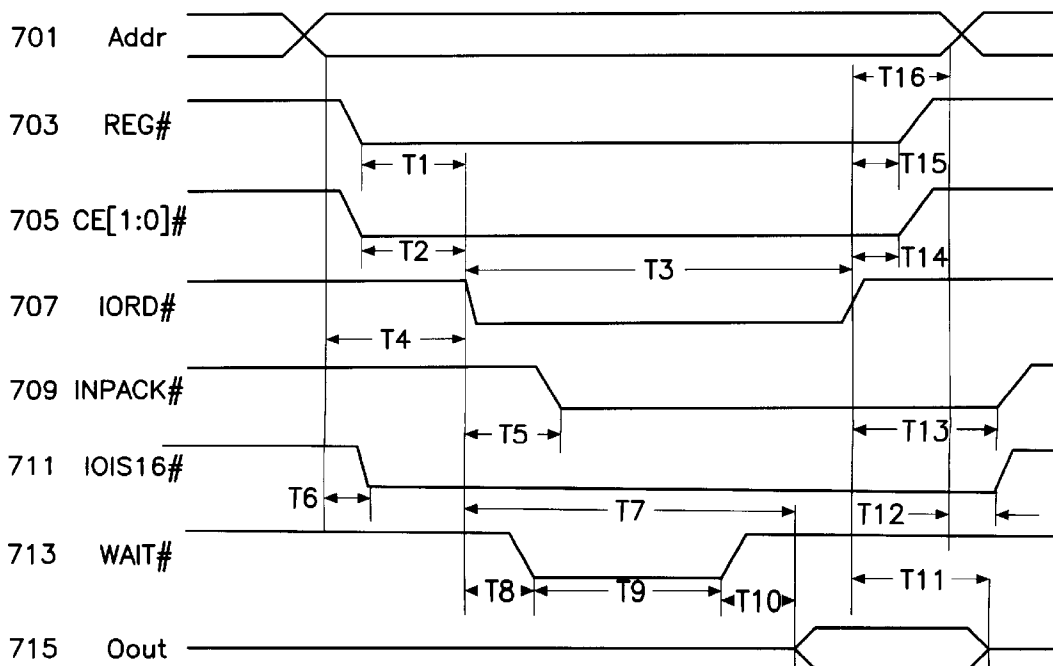 701 Addr
T16
703 REG#
T1
T15
705 CE[1:0]#
T2
T14
T3
707 IORD#
T4
709 INPACK#
T5
T13
711 IOIS16#
T6
T7
T12
713 WAIT#
T8
T9
T10
T11
715 Oout